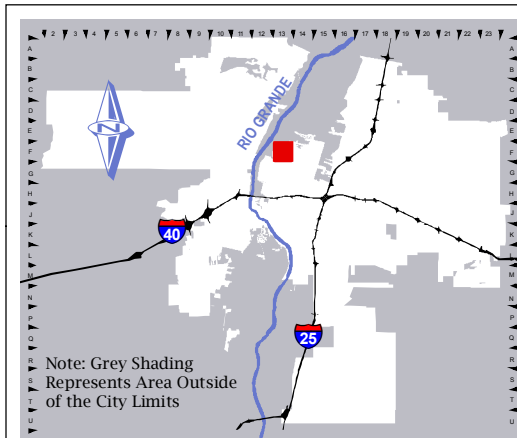 2 3 4 5 6 7 8 9 10 11 12 13 14 15 16 17 18 19 20 21 22 23
A A
B B
C C
D D
E E
F F
G G
H H
J J
K K
L L
M M
N N
P P
Q Q
R R
S S
T T
U U
N
RIO GRANDE
40
25
Note: Grey Shading
Represents Area Outside
of the City Limits